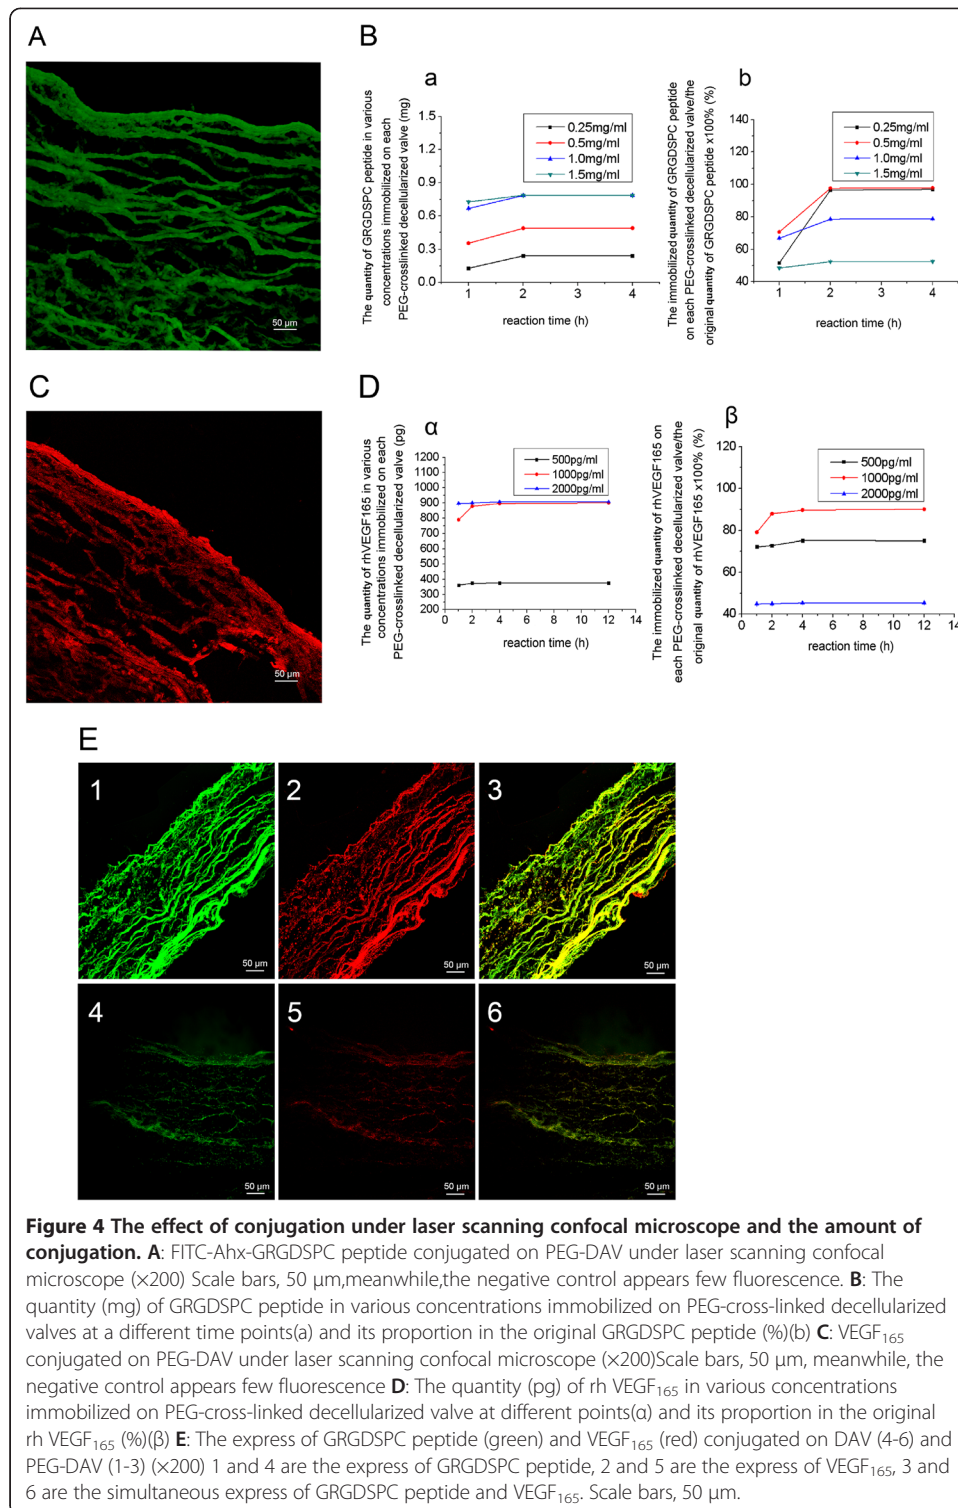 A
50 µm
B
a
The quantity of GRGDSPC peptide in various
concentrations immobilized on each
PEG-crosslinked decellularized valve (mg)
1.5
1.2
0.9
0.6
0.3
0.0
0.25mg/ml
0.5mg/ml
1.0mg/ml
1.5mg/ml
1 2 3 4
reaction time (h)
b
The immobilized quantity of GRGDSPC peptide
on each PEG-crosslinked decellularized valve/the
original quantity of GRGDSPC peptide x100% (%)
140
120
100
80
60
40
0.25mg/ml
0.5mg/ml
1.0mg/ml
1.5mg/ml
1 2 3 4
reaction time (h)
C
50 µm
D
α
The quantity of rhVEGF165 in various
concentrations immobilized on each
PEG-crosslinked decellularized valve (pg)
1200
1100
1000
900
800
700
600
500
400
300
200
500pg/ml
1000pg/ml
2000pg/ml
0 2 4 6 8 10 12 14
reaction time (h)
β
The immobilized quantity of rhVEGF165 on
each PEG-crosslinked decellularized valve/the
original quantity of rhVEGF165 x100% (%)
120
100
80
60
40
500pg/ml
1000pg/ml
2000pg/ml
0 2 4 6 8 10 12 14
reaction time (h)
E
1
50 µm
2
50 µm
3
50 µm
4
50 µm
5
50 µm
6
50 µm
Figure 4 The effect of conjugation under laser scanning confocal microscope and the amount of
conjugation. A: FITC-Ahx-GRGDSPC peptide conjugated on PEG-DAV under laser scanning confocal
microscope (×200) Scale bars, 50 µm,meanwhile,the negative control appears few fluorescence. B: The
quantity (mg) of GRGDSPC peptide in various concentrations immobilized on PEG-cross-linked decellularized
valves at a different time points(a) and its proportion in the original GRGDSPC peptide (%)(b) C: VEGF165
conjugated on PEG-DAV under laser scanning confocal microscope (×200)Scale bars, 50 µm, meanwhile, the
negative control appears few fluorescence D: The quantity (pg) of rh VEGF165 in various concentrations
immobilized on PEG-cross-linked decellularized valve at different points(α) and its proportion in the original
rh VEGF165 (%)(β) E: The express of GRGDSPC peptide (green) and VEGF165 (red) conjugated on DAV (4-6) and
PEG-DAV (1-3) (×200) 1 and 4 are the express of GRGDSPC peptide, 2 and 5 are the express of VEGF165, 3 and
6 are the simultaneous express of GRGDSPC peptide and VEGF165. Scale bars, 50 µm.